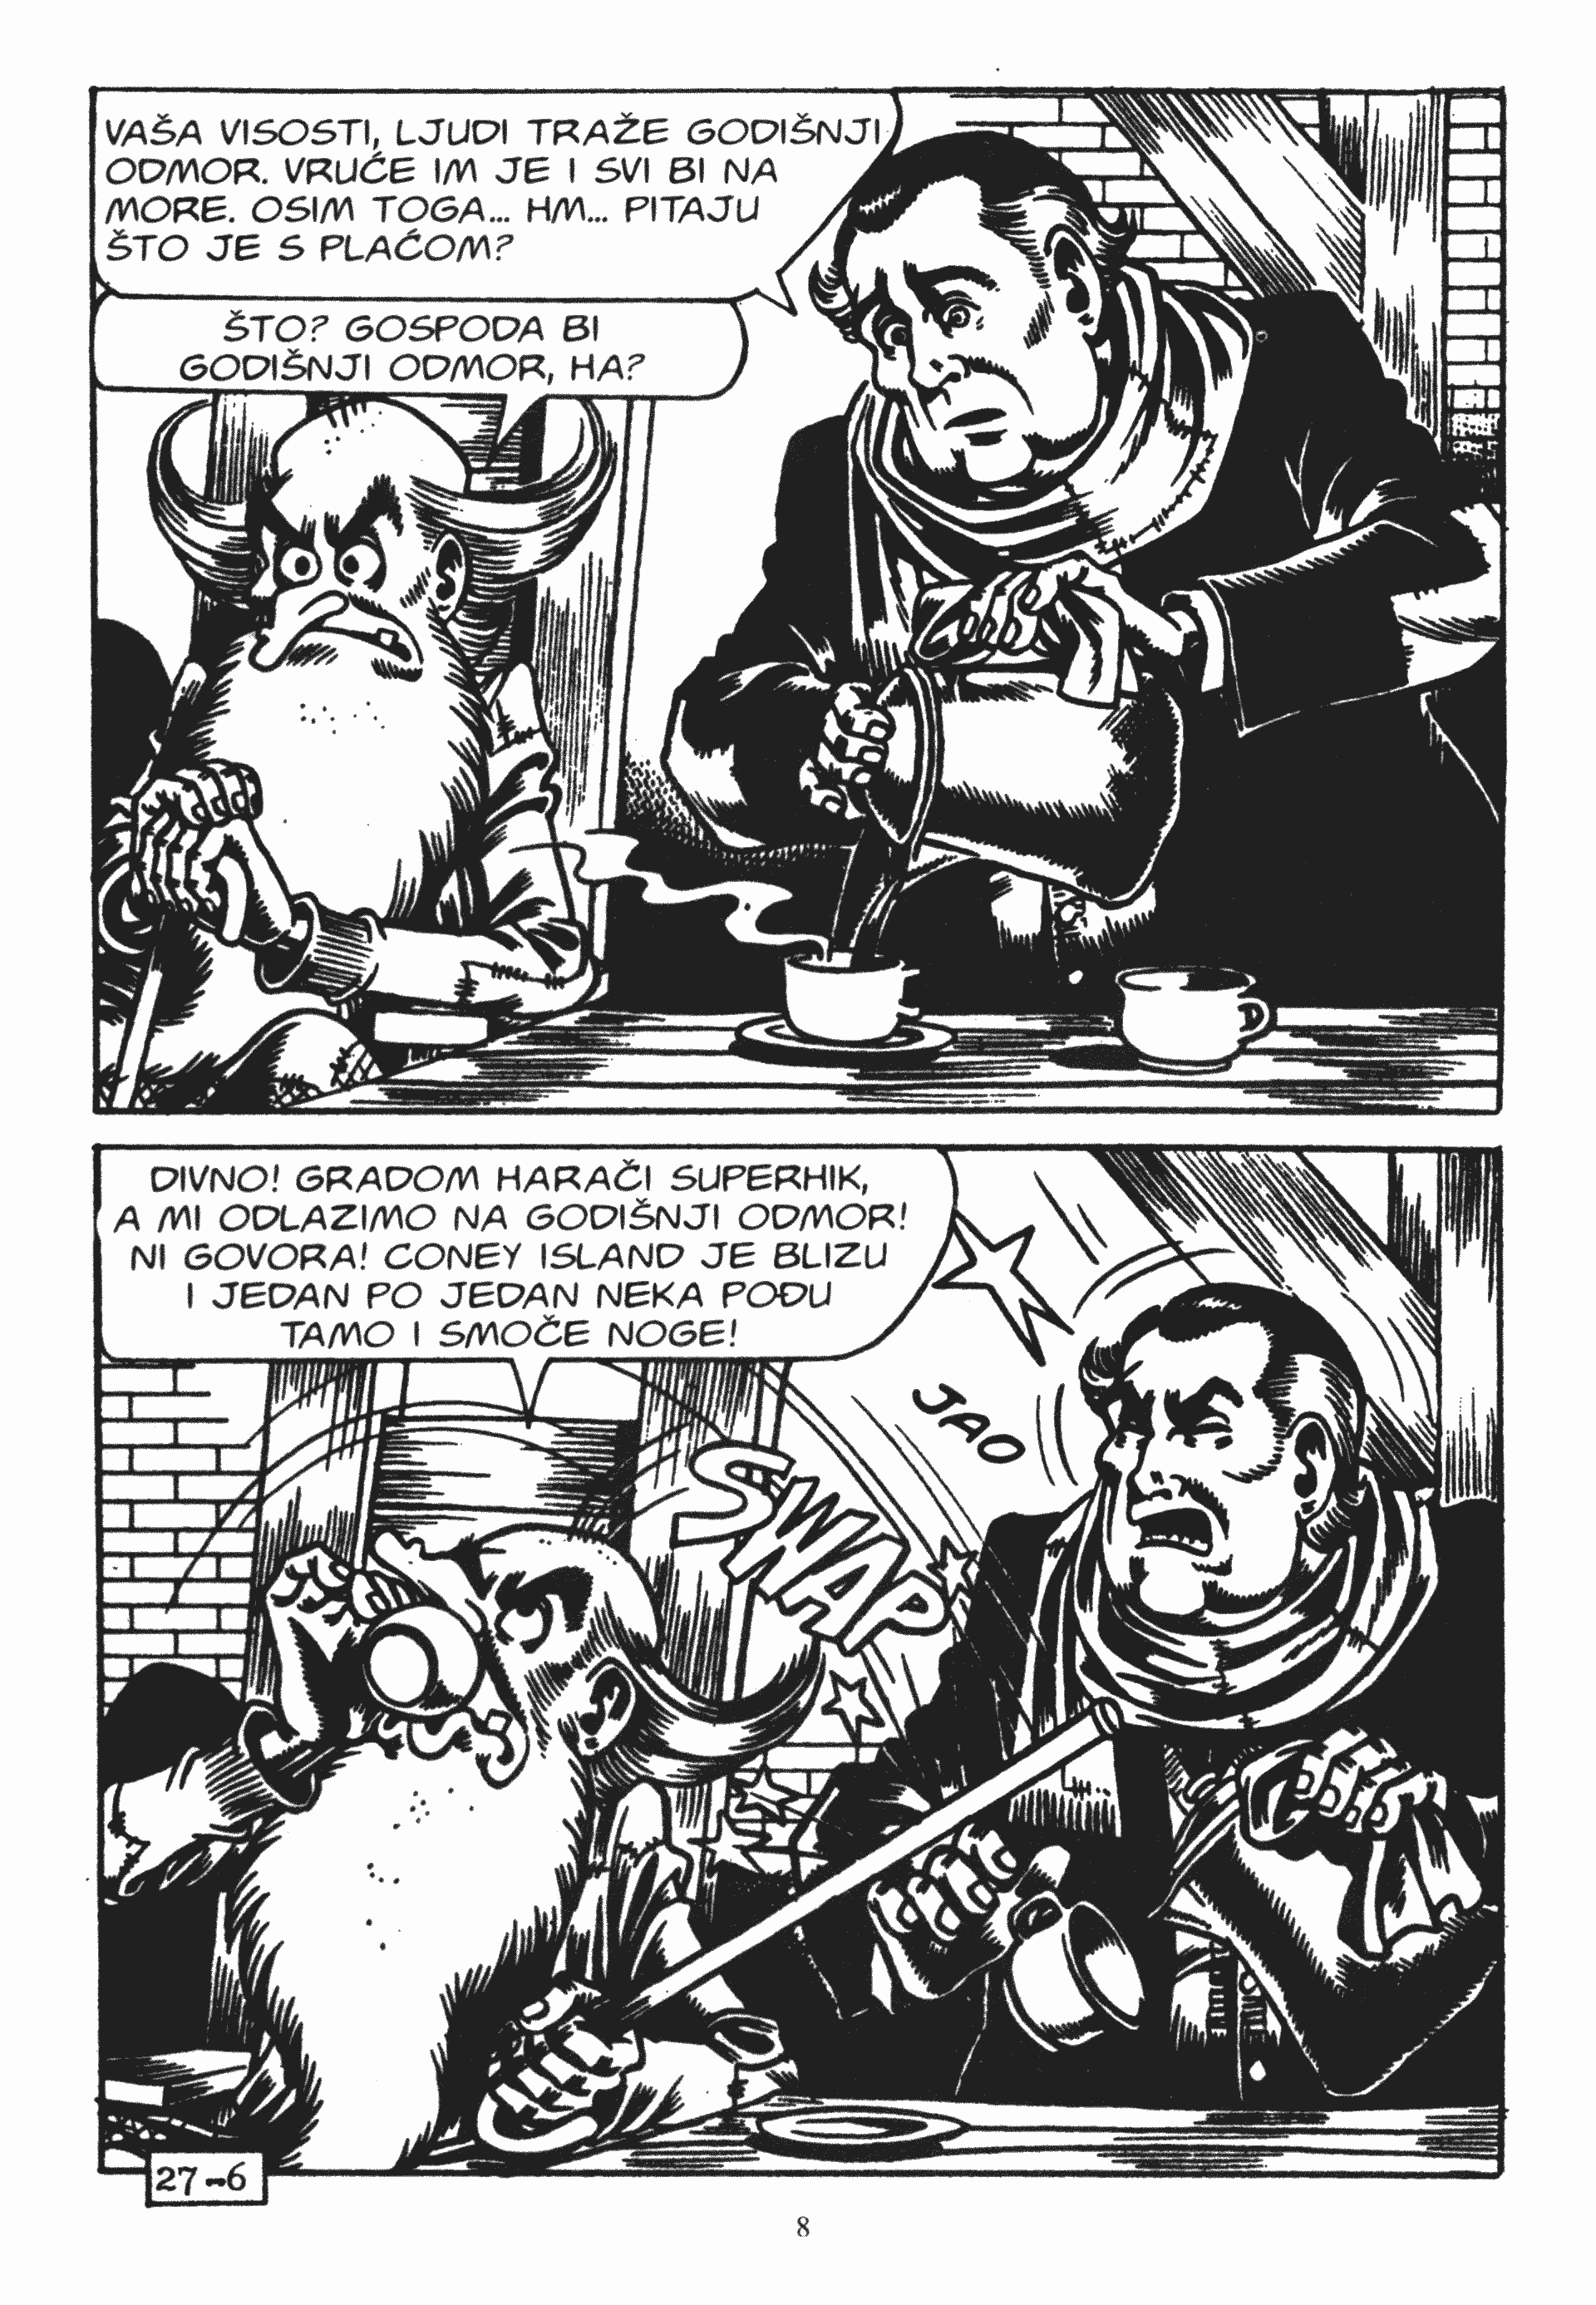 VAŠA VISOSTI, LJUDI TRAŽE GODIŠNJI
ODMOR. VRUĆE IM JE I SVI BI NA
MORE. OSIM TOGA... HM... PITAJU
ŠTO JE S PLAĆOM?
ŠTO? GOSPODA BI
GODIŠNJI ODMOR, HA?
DIVNO! GRADOM HARAČI SUPERHIK,
A MI ODLAZIMO NA GODIŠNJI ODMOR!
NI GOVORA! CONEY ISLAND JE BLIZU
I JEDAN PO JEDAN NEKA POĐU
TAMO I SMOČE NOGE!
JAO
SWAP
27-6
8